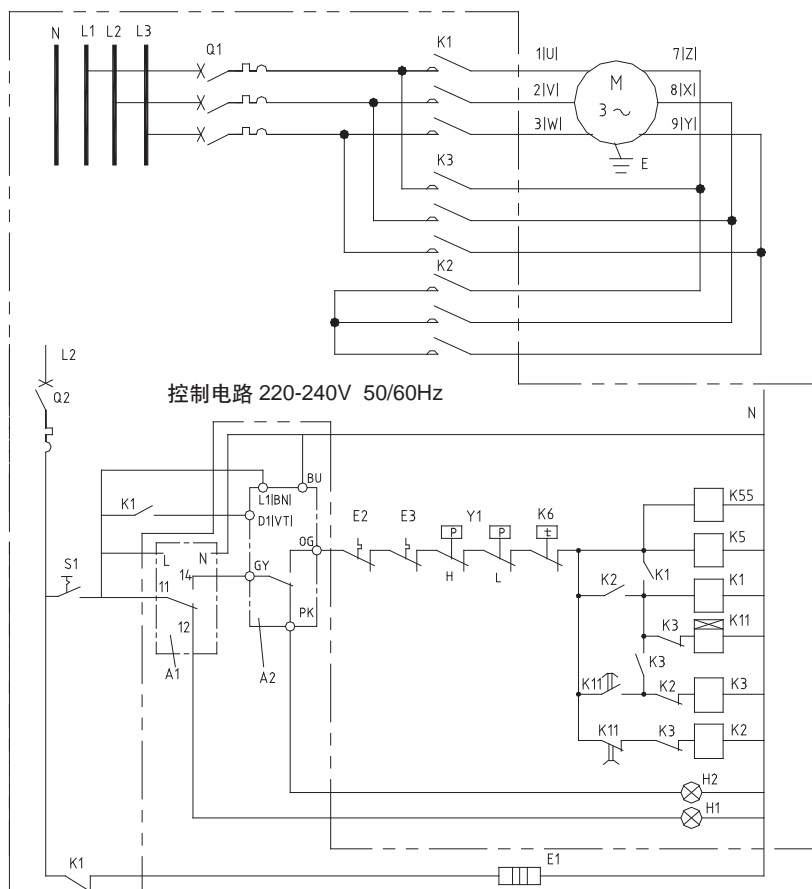 N L1 L2 L3
Q1
K1
1|U|
7|Z|
M
3 ~
2|V|
8|X|
3|W|
9|Y|
E
K3
K2
L2
Q2
控制电路 220-240V 50/60Hz
N
BU
L1|BN|
K1
D1|VT|
OG
E2
E3
P
Y1
P
K6
t
H
L
K55
K5
K1
K2
K1
K3
K11
K3
K11
K2
K3
K11
K3
K2
S1
L
N
14
GY
11
12
PK
A1
A2
H2
H1
K1
E1